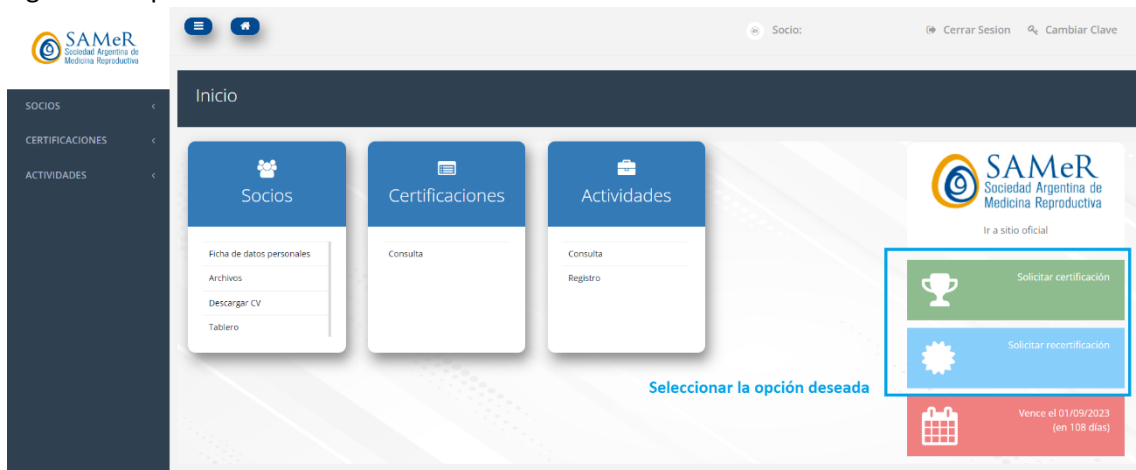 SAMeR
Sociedad Argentina de
Medicina Reproductiva
Socio:
Cerrar Sesion
Cambiar Clave
SOCIOS
CERTIFICACIONES
ACTIVIDADES
Inicio
Socios
Ficha de datos personales
Archivos
Descargar CV
Tablero
Certificaciones
Consulta
Actividades
Consulta
Registro
SAMeR
Sociedad Argentina de
Medicina Reproductiva
Ir a sitio oficial
Solicitar certificación
Solicitar recertificación
Seleccionar la opción deseada
Vence el 01/09/2023
(en 108 días)